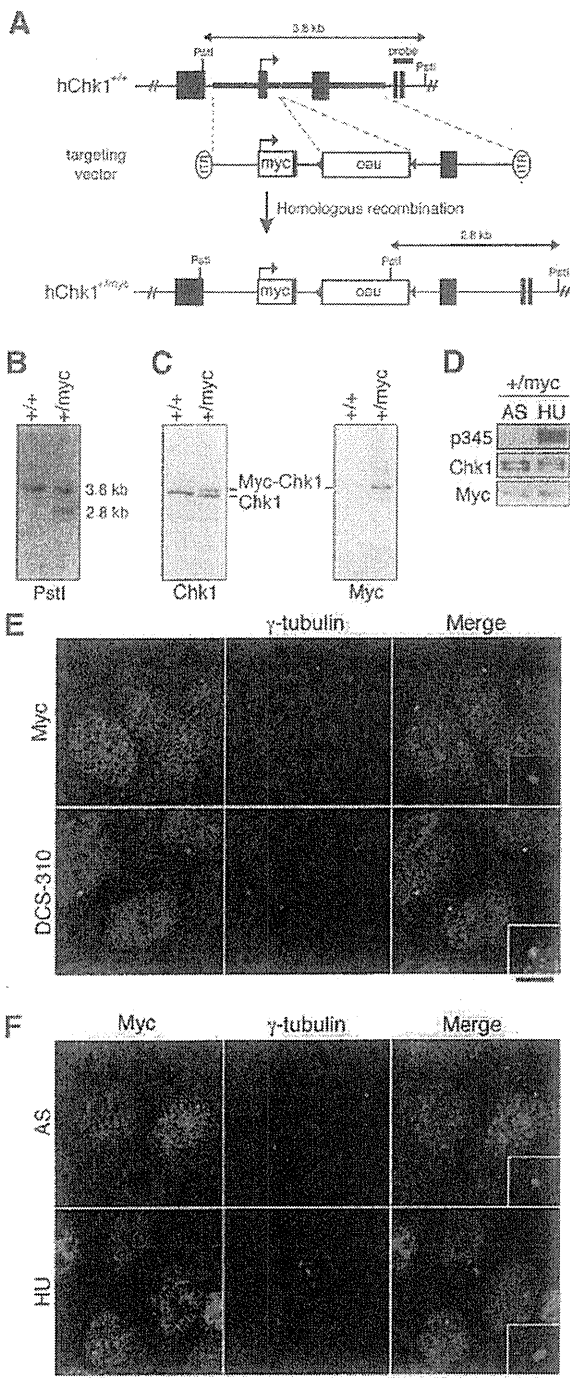 A
3.8 kb
PstI
probe
PstI
hChk1+/+
targeting
vector
myc
neo
Homologous recombination
2.8 kb
PstI
PstI
PstI
hChk1+/myc
myc
neo
B
C
D
+/+
+/myc
+/+
+/myc
+/+
+/myc
+/myc
AS HU
p345
Chk1
Myc
3.8 kb
2.8 kb
Myc-Chk1
Chk1
PstI
Chk1
Myc
E
γ-tubulin
Merge
Myc
DCS-310
F
Myc
γ-tubulin
Merge
AS
HU